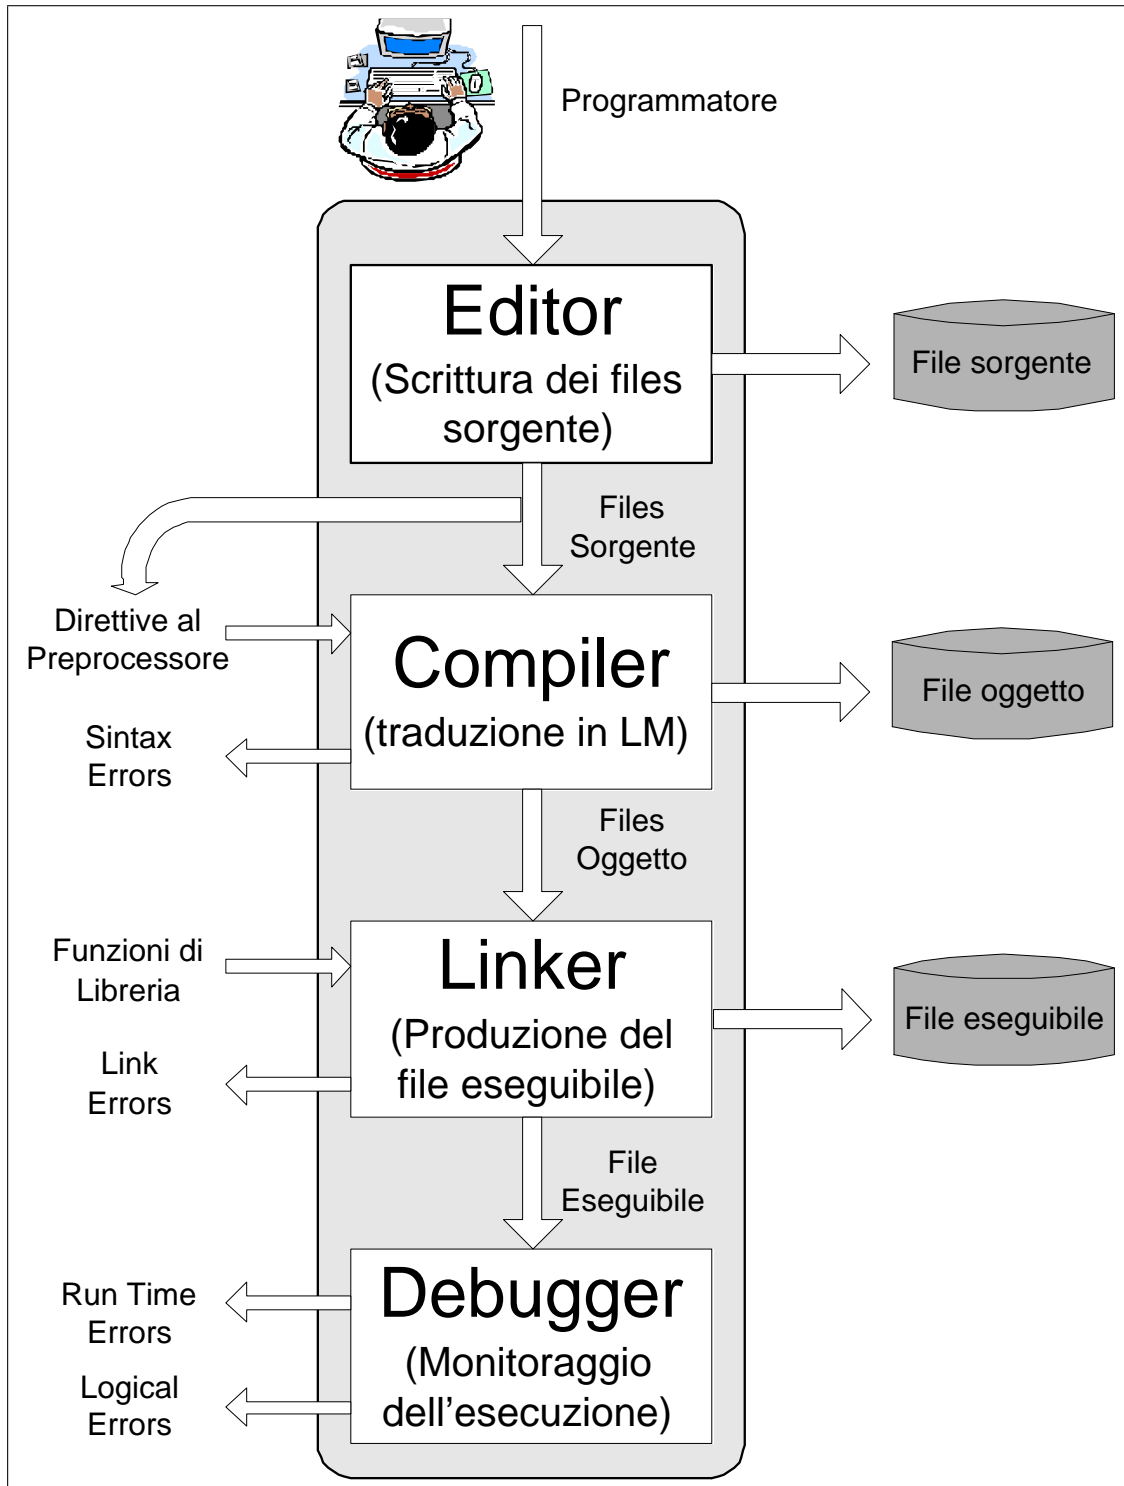 Programmatore
Editor
(Scrittura dei files
sorgente)
File sorgente
Files
Sorgente
Direttive al
Preprocessore
Compiler
(traduzione in LM)
File oggetto
Sintax
Errors
Files
Oggetto
Funzioni di
Libreria
Linker
(Produzione del
file eseguibile)
File eseguibile
Link
Errors
File
Eseguibile
Run Time
Errors
Debugger
(Monitoraggio
dell'esecuzione)
Logical
Errors